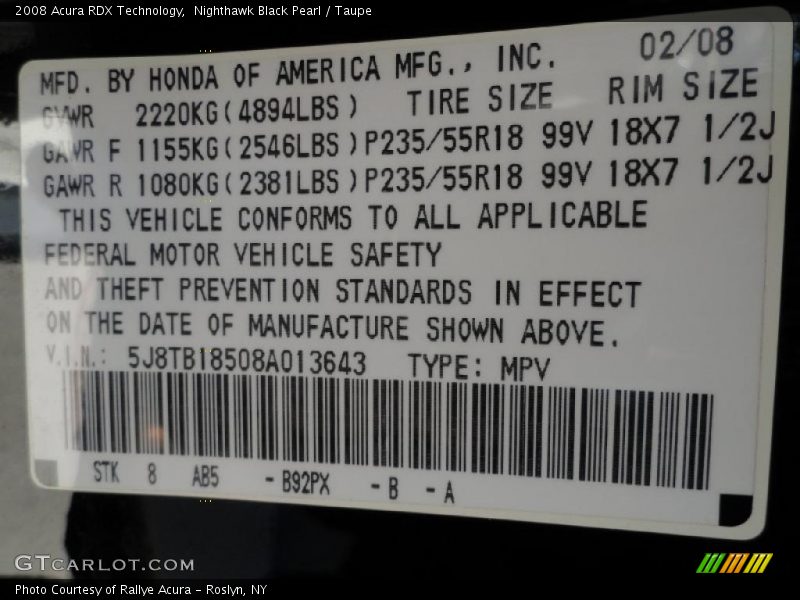 2008 Acura RDX Technology,  Nighthawk Black Pearl / Taupe
02/08
MFD. BY HONDA OF AMERICA MFG., INC.
GVWR 2220KG(4894LBS) TIRE SIZE RIM SIZE
GAWR F 1155KG(2546LBS)P235/55R18 99V 18X7 1/2J
GAWR R 1080KG(2381LBS)P235/55R18 99V 18X7 1/2J
THIS VEHICLE CONFORMS TO ALL APPLICABLE
FEDERAL MOTOR VEHICLE SAFETY
AND THEFT PREVENTION STANDARDS IN EFFECT
ON THE DATE OF MANUFACTURE SHOWN ABOVE.
V.I.N.: 5J8TB18508A013643 TYPE: MPV
STK 8 AB5 -B92PX -B -A
GTCARLOT.COM
Photo Courtesy of Rallye Acura - Roslyn, NY